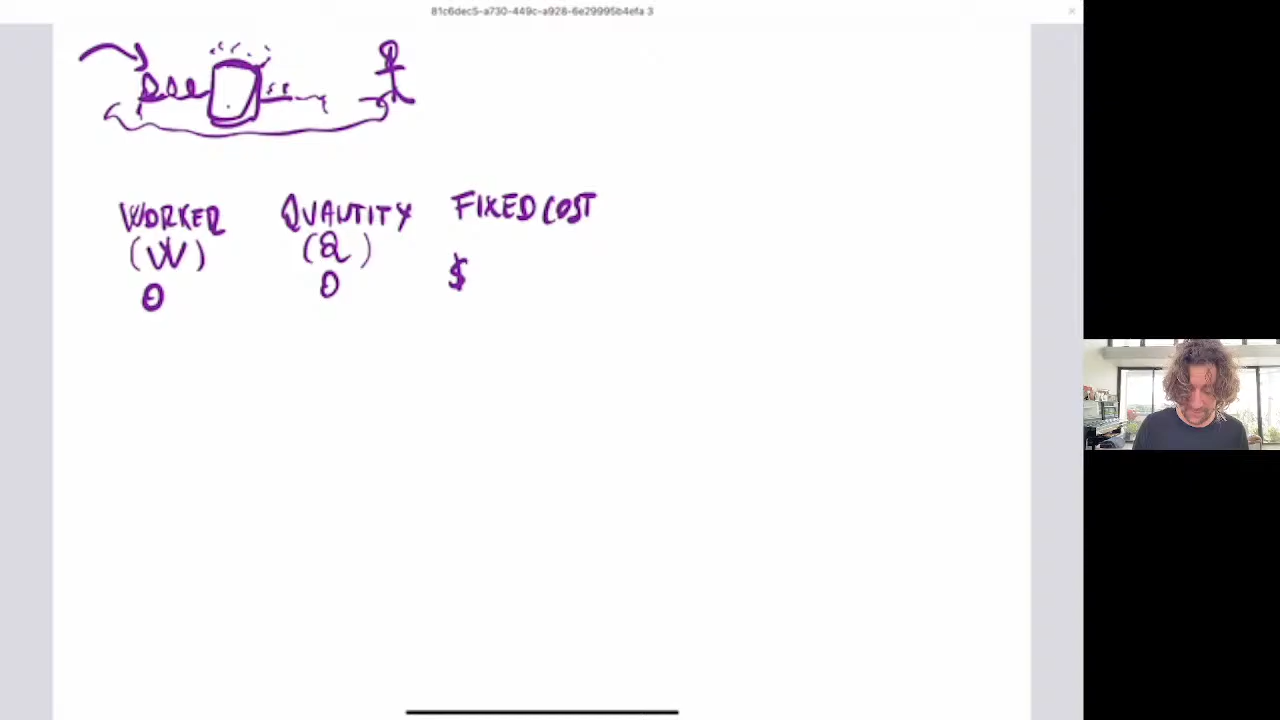 81c6dec5-a730-449c-a928-6e29995b4efa 3
WORKER QUANTITY FIXED COST
(W) (Q)
0 0 $